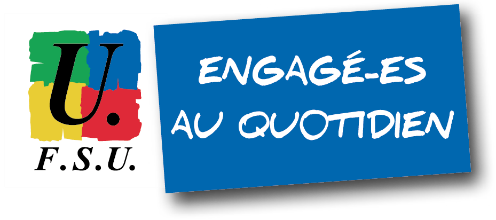 U.
F.S.U.
ENGAGÉ-ES
AU QUOTIDIEN